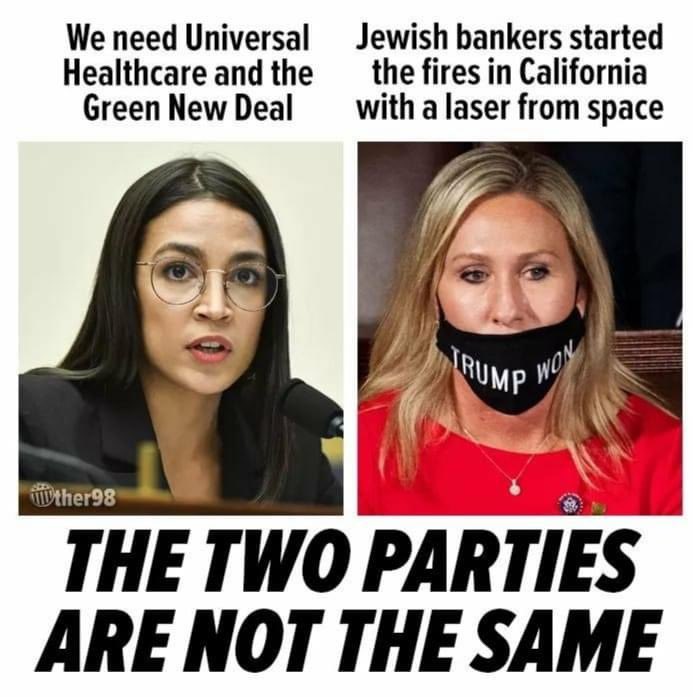 We need Universal
Healthcare and the
Green New Deal
Jewish bankers started
the fires in California
with a laser from space
TRUMP WON
ther98
THE TWO PARTIES
ARE NOT THE SAME